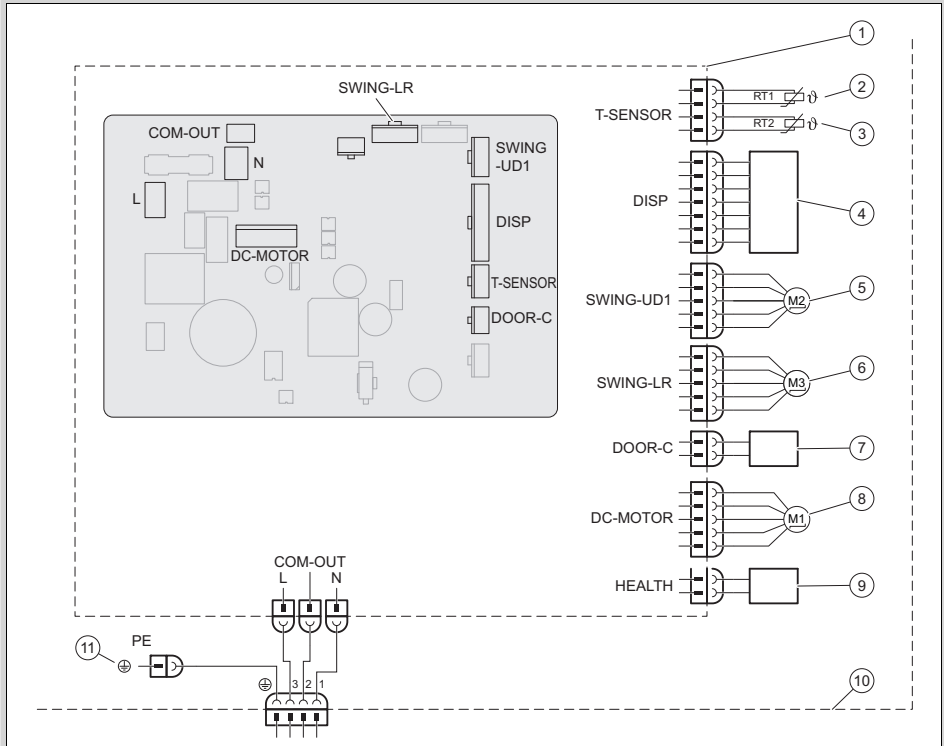 1
SWING-LR
RT1 ϑ
2
COM-OUT
T-SENSOR
RT2 ϑ
3
SWING
-UD1
N
L
DISP
4
DISP
DC-MOTOR
T-SENSOR
SWING-UD1
M2
5
DOOR-C
SWING-LR
M3
6
DOOR-C
7
DC-MOTOR
M1
8
COM-OUT
L
N
HEALTH
9
11
PE
3 2 1
10